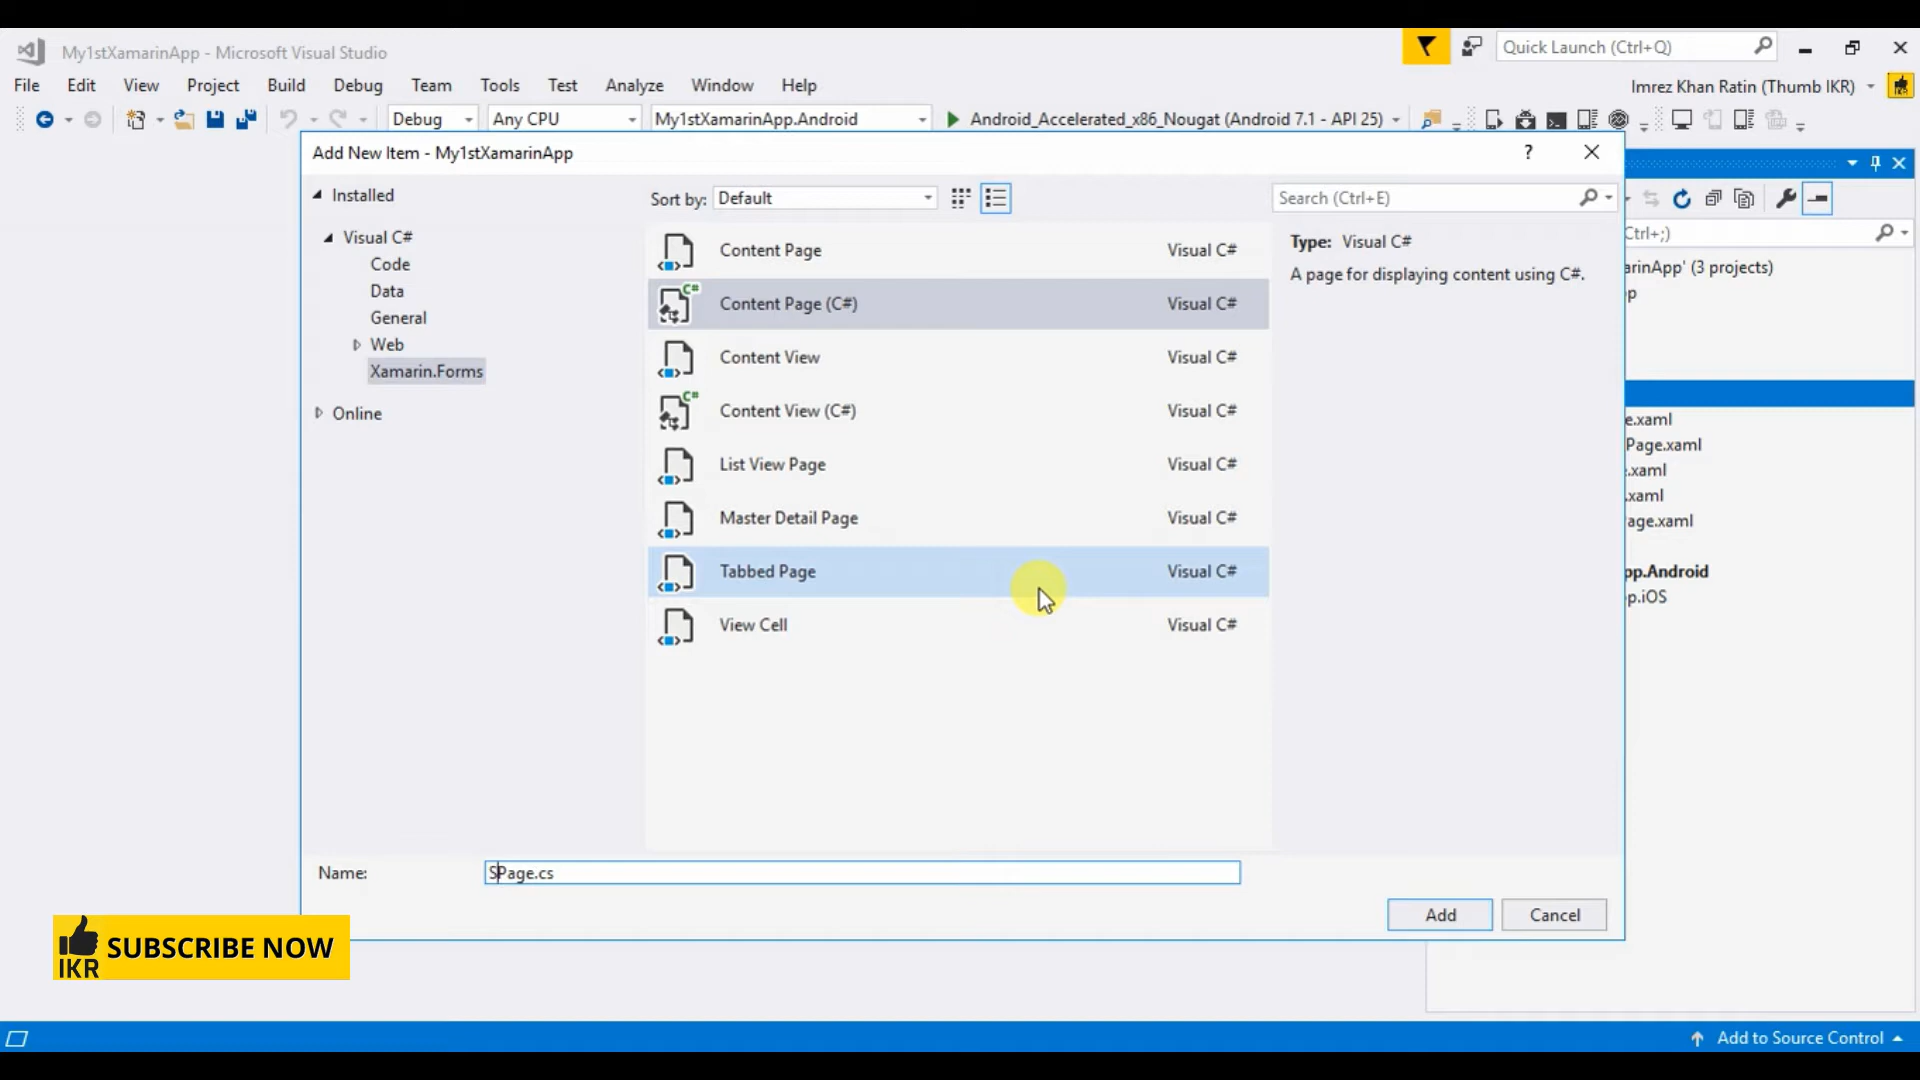 My1stXamarinApp - Microsoft Visual Studio
Quick Launch (Ctrl+Q)
File Edit View Project Build Debug Team Tools Test Analyze Window Help
Imrez Khan Ratin (Thumb IKR)
Debug Any CPU My1stXamarinApp.Android Android_Accelerated_x86_Nougat (Android 7.1 - API 25)
Add New Item - My1stXamarinApp ?
Installed
Sort by: Default
Search (Ctrl+E)
Visual C#
Code
Data
General
Web
Xamarin.Forms
Online
Content Page Visual C#
C# Content Page (C#) Visual C#
Content View Visual C#
C# Content View (C#) Visual C#
List View Page Visual C#
Master Detail Page Visual C#
Tabbed Page Visual C#
View Cell Visual C#
Type: Visual C#
A page for displaying content using C#.
Ctrl+;)
arinApp' (3 projects)
p
e.xaml
Page.xaml
e.xaml
.xaml
age.xaml
pp.Android
p.iOS
Name: SPage.cs
Add Cancel
IKR SUBSCRIBE NOW
Add to Source Control